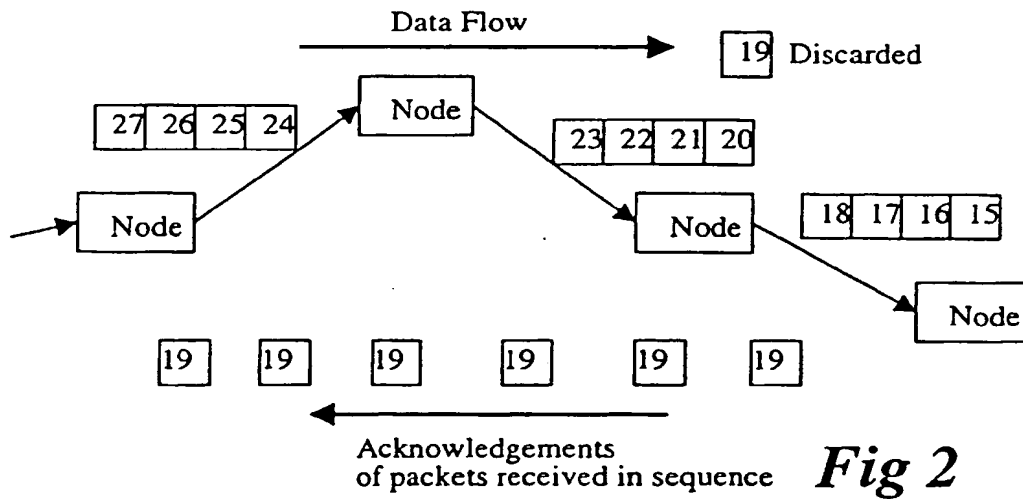 Data Flow
19 Discarded
Node
27 26 25 24
23 22 21 20
Node
Node
18 17 16 15
Node
19 19 19 19 19 19
Acknowledgements
of packets received in sequence
Fig 2